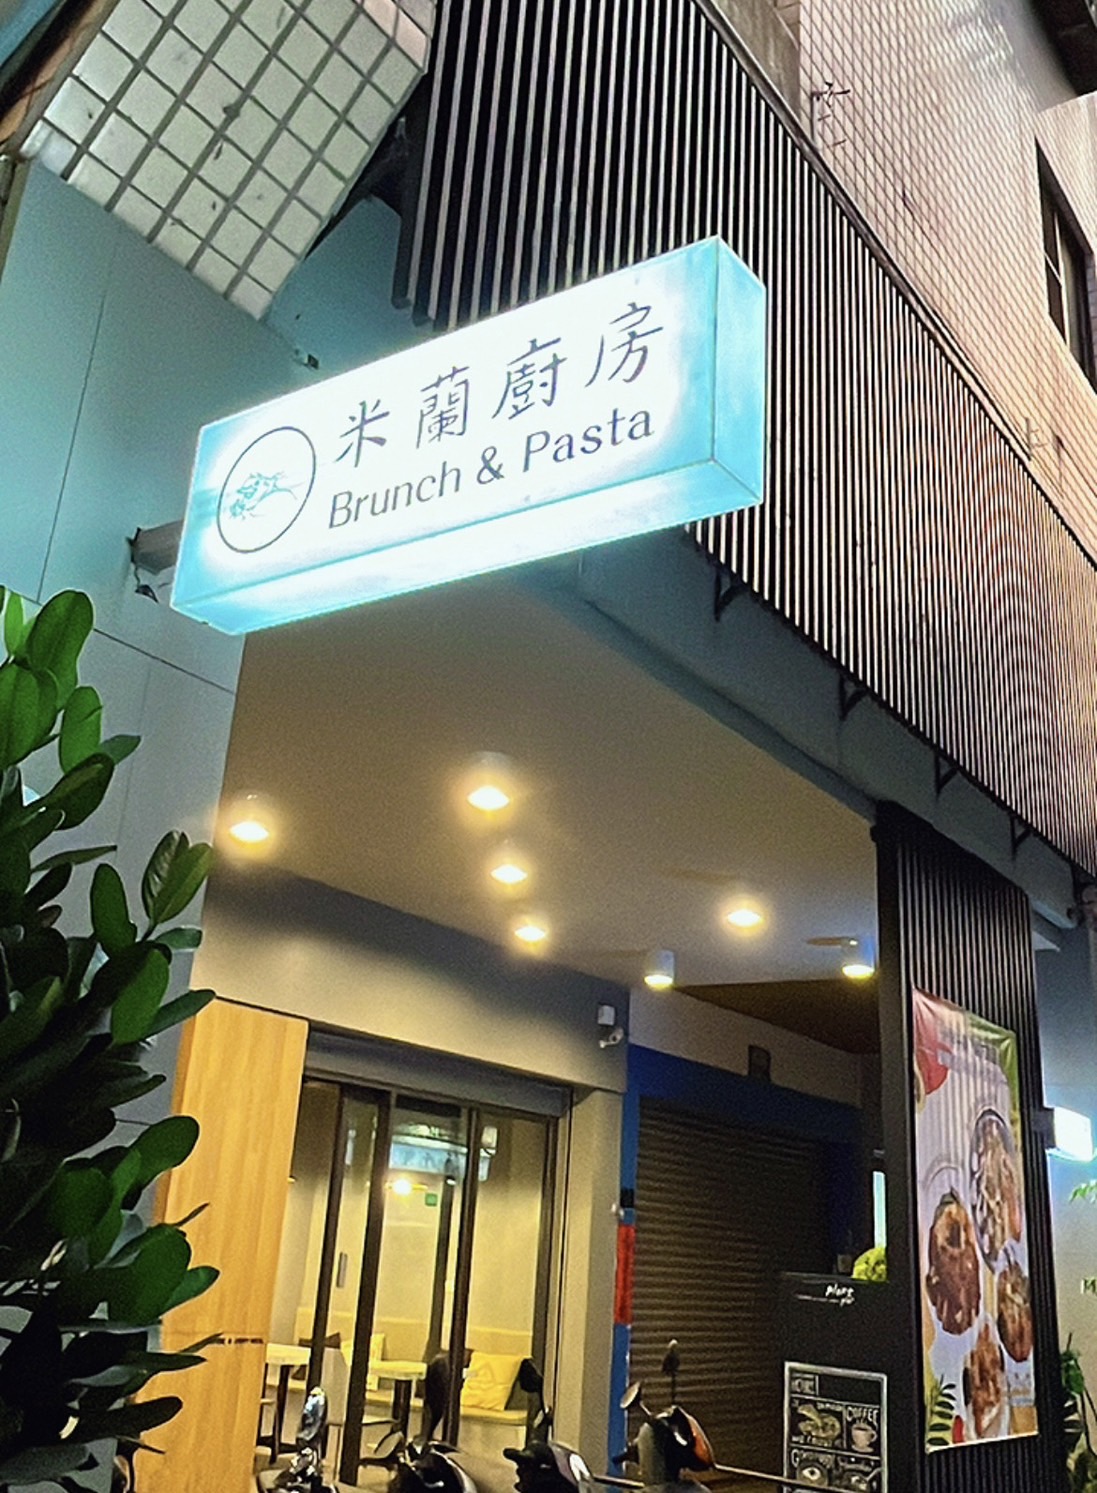 米蘭廚房
Brunch & Pasta
COFFEE